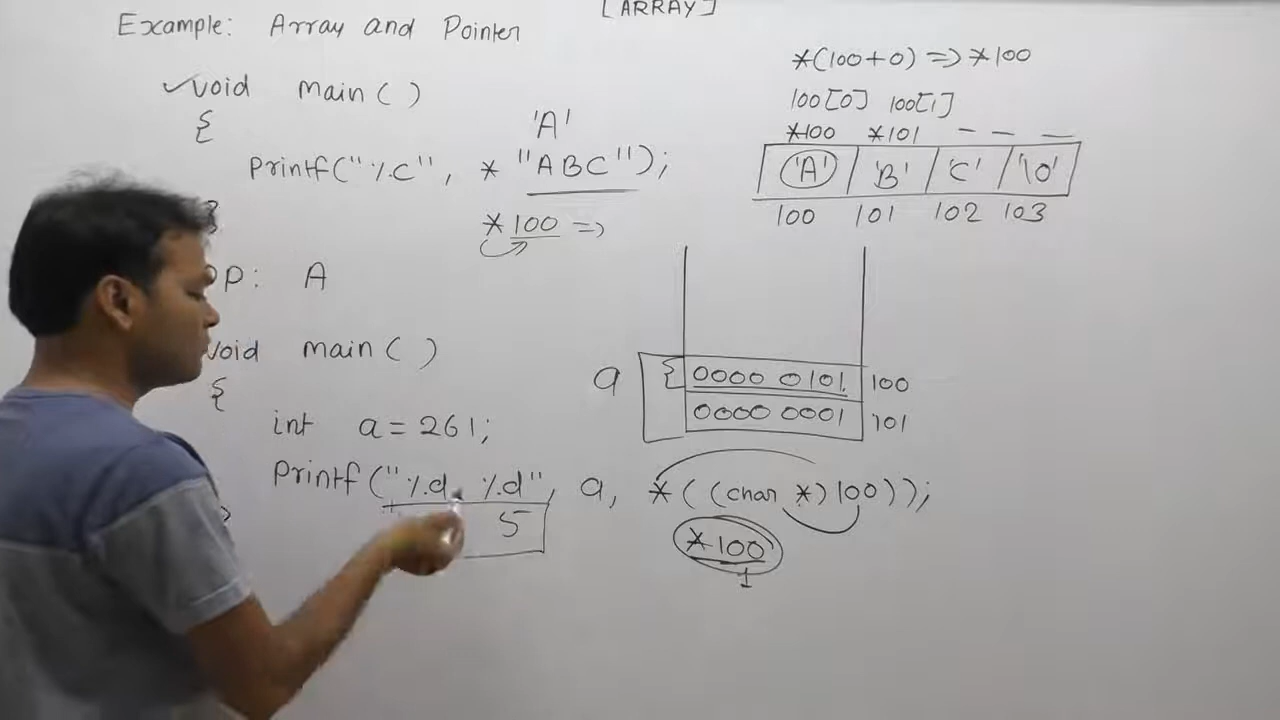 [ARRAY]
Example: Array and Pointer
✓void main()
{
'A'
Printf("%c", * "ABC");
*100 =>
}
OP: A
*(100+0) => *100
100[0] 100[1]
*100 *101 – – –
'A' 'B' 'C' '\0'
100 101 102 103
void main()
{
int a = 261;
Printf("%d %d", a, *((char *)100));
5
*100
1
a { 0000 0101 100
0000 0001 101